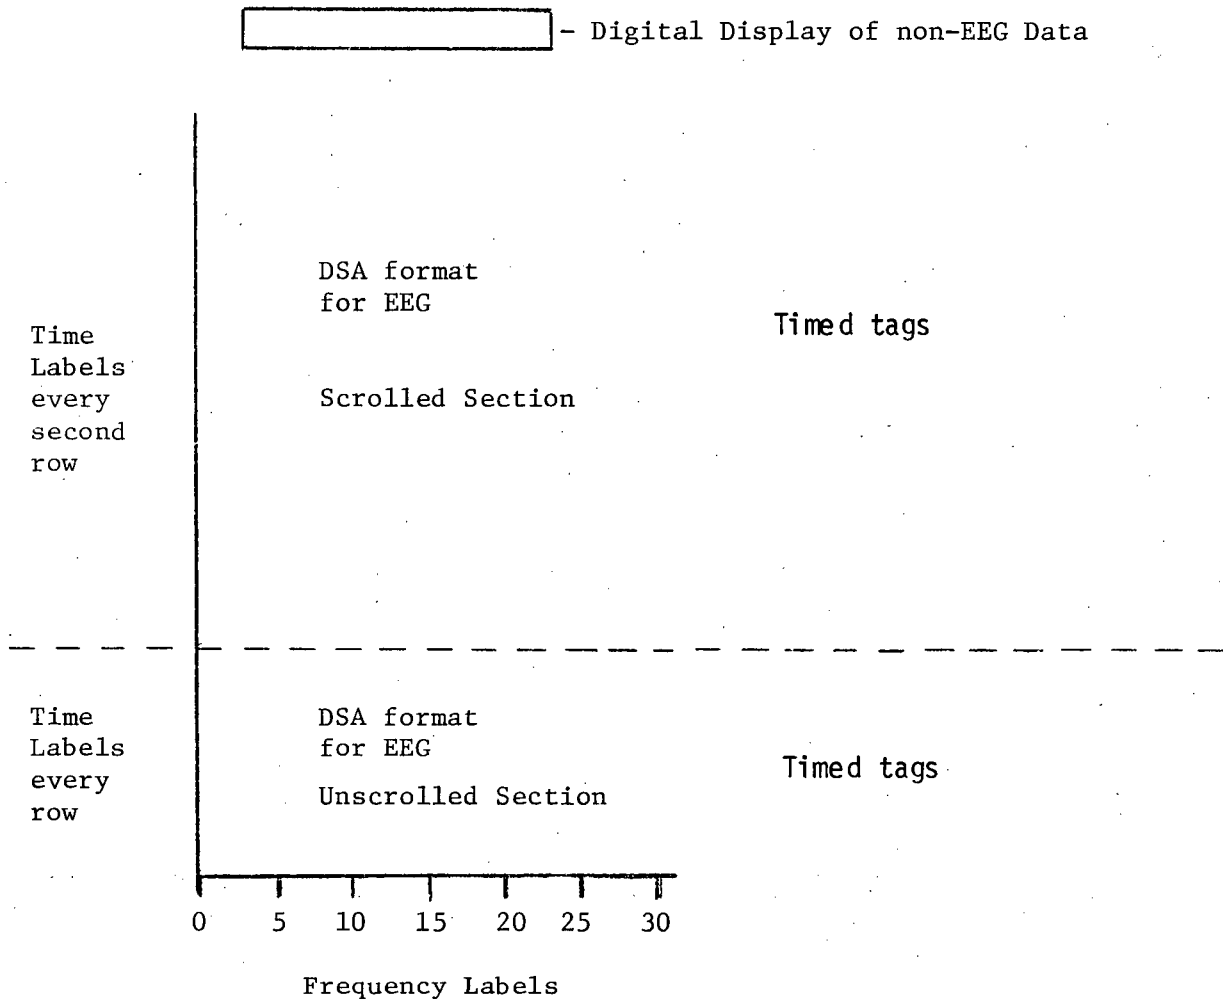 – Digital Display of non-EEG Data
DSA format
for EEG
Scrolled Section
Time
Labels
every
second
row
Timed tags
DSA format
for EEG
Unscrolled Section
Time
Labels
every
row
Timed tags
0 5 10 15 20 25 30
Frequency Labels